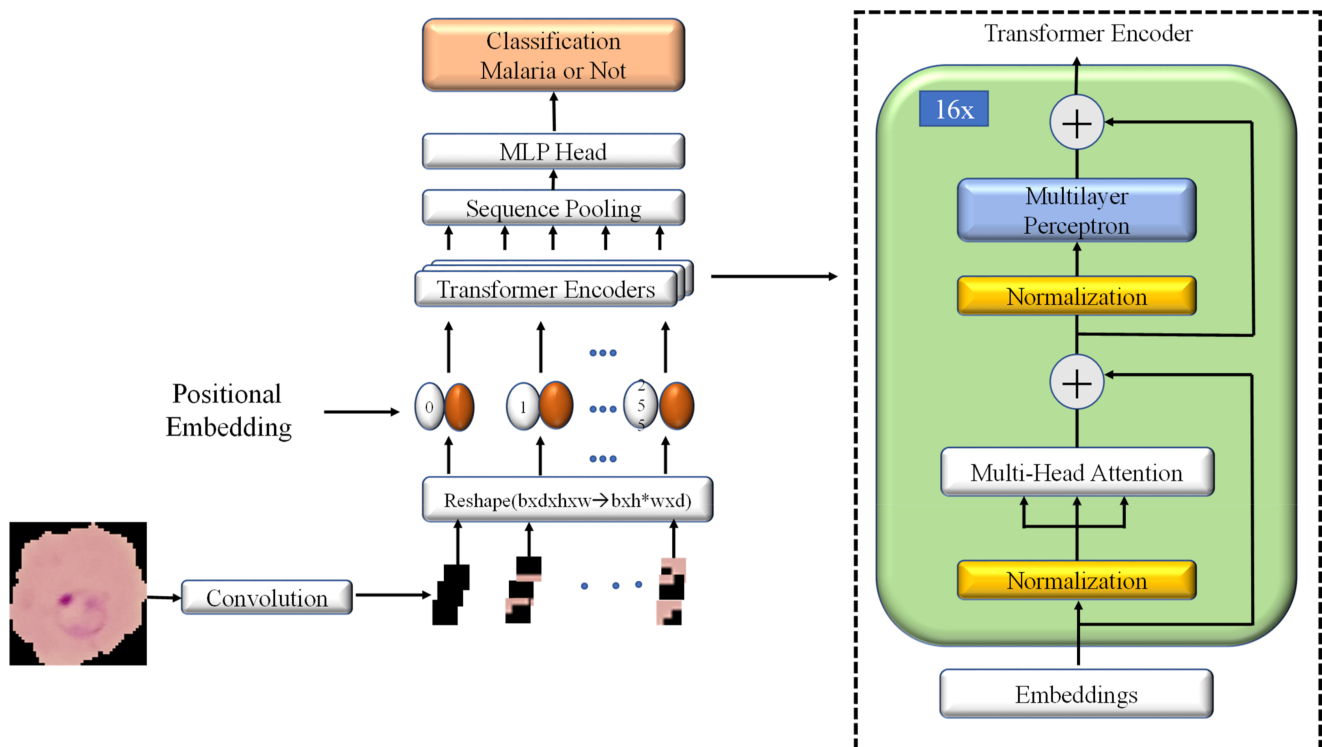 Classification
Malaria or Not
MLP Head
Sequence Pooling
Transformer Encoders
Positional
Embedding
0
1
2
5
5
Reshape(bxdxhxw→bxh*wxd)
Convolution
Transformer Encoder
16x
Multilayer
Perceptron
Normalization
Multi-Head Attention
Normalization
Embeddings